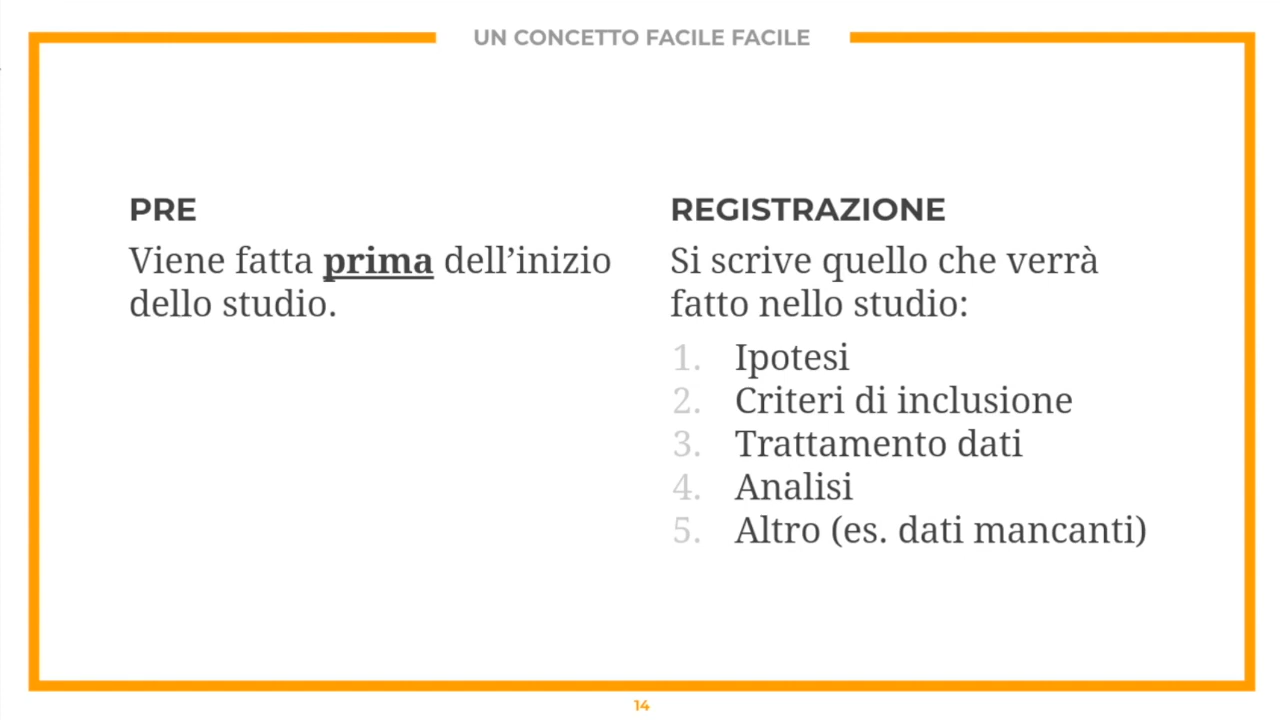 UN CONCETTO FACILE FACILE
PRE
Viene fatta prima dell’inizio
dello studio.
REGISTRAZIONE
Si scrive quello che verrà
fatto nello studio:
1. Ipotesi
2. Criteri di inclusione
3. Trattamento dati
4. Analisi
5. Altro (es. dati mancanti)
14